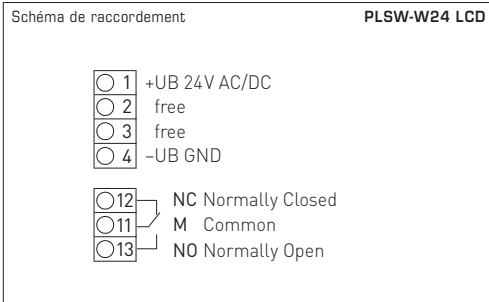 Schéma de raccordement PLSW-W24 LCD
1 +UB 24V AC/DC
2 free
3 free
4 –UB GND
12 NC Normally Closed
11 M Common
13 NO Normally Open